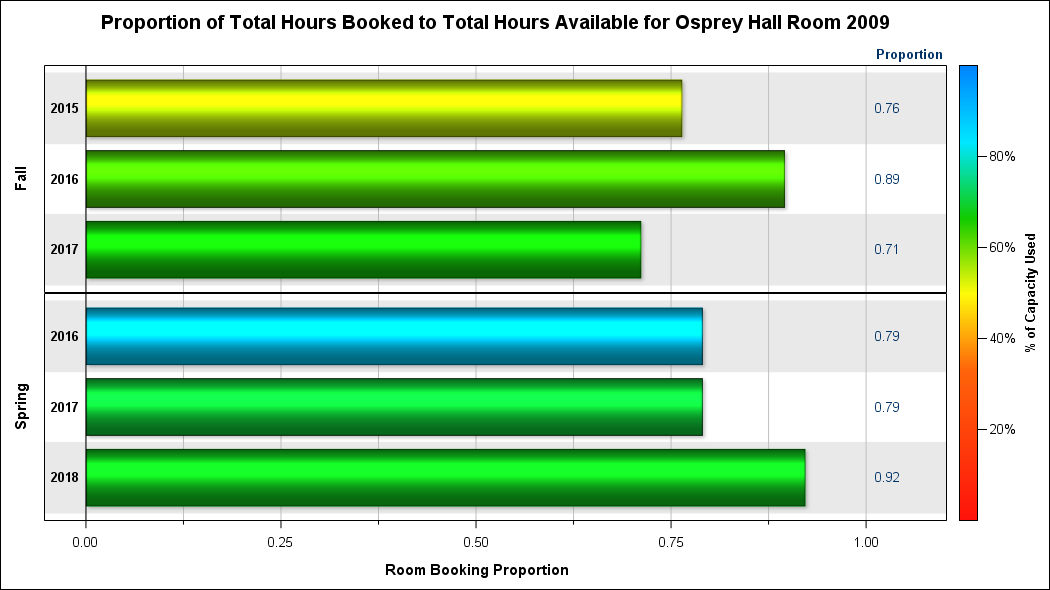 Proportion of Total Hours Booked to Total Hours Available for Osprey Hall Room 2009
Proportion
Fall
2015 0.76
2016 0.89
2017 0.71
Spring
2016 0.79
2017 0.79
2018 0.92
0.00 0.25 0.50 0.75 1.00
Room Booking Proportion
80%
60%
40%
20%
% of Capacity Used